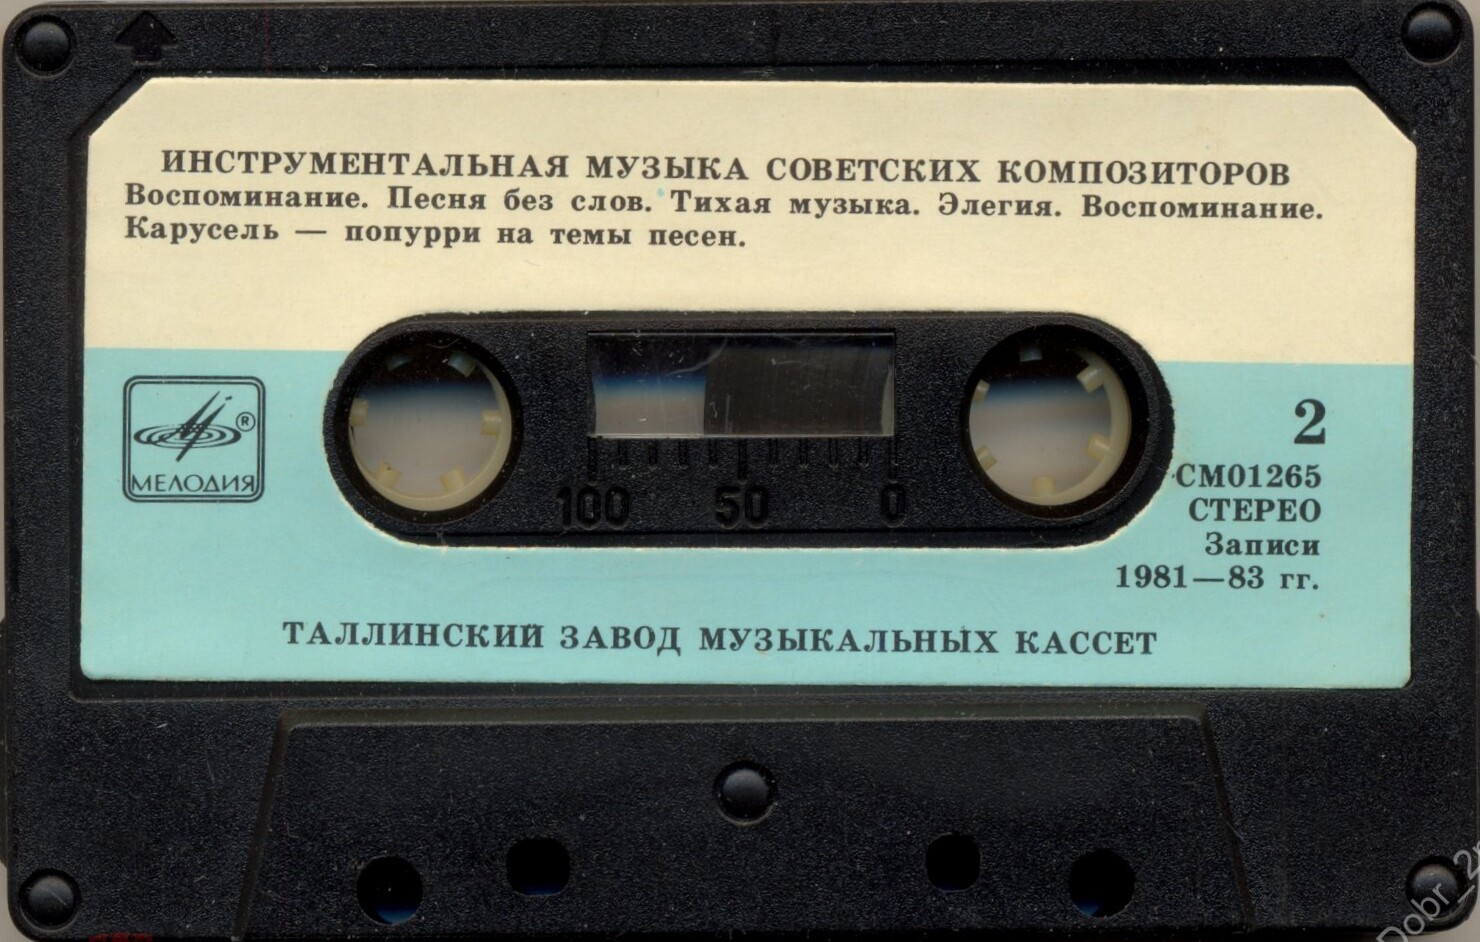 ИНСТРУМЕНТАЛЬНАЯ МУЗЫКА СОВЕТСКИХ КОМПОЗИТОРОВ
Воспоминание. Песня без слов. Тихая музыка. Элегия. Воспоминание.
Карусель — попурри на темы песен.
®
МЕЛОДИЯ
100 50 0
2
СМ01265
СТЕРЕО
Записи
1981—83 гг.
ТАЛЛИНСКИЙ ЗАВОД МУЗЫКАЛЬНЫХ КАССЕТ